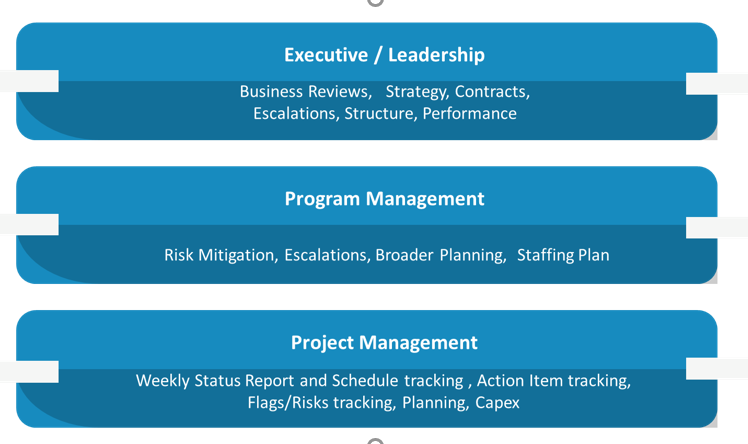 Executive / Leadership
Business Reviews, Strategy, Contracts,
Escalations, Structure, Performance
Program Management
Risk Mitigation, Escalations, Broader Planning, Staffing Plan
Project Management
Weekly Status Report and Schedule tracking , Action Item tracking,
Flags/Risks tracking, Planning, Capex